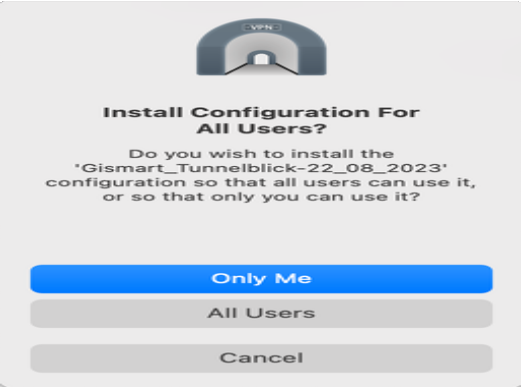 VPN
Install Configuration For
All Users?
Do you wish to install the
'Gismart_Tunnelblick-22_08_2023'
configuration so that all users can use it,
or so that only you can use it?
Only Me
All Users
Cancel